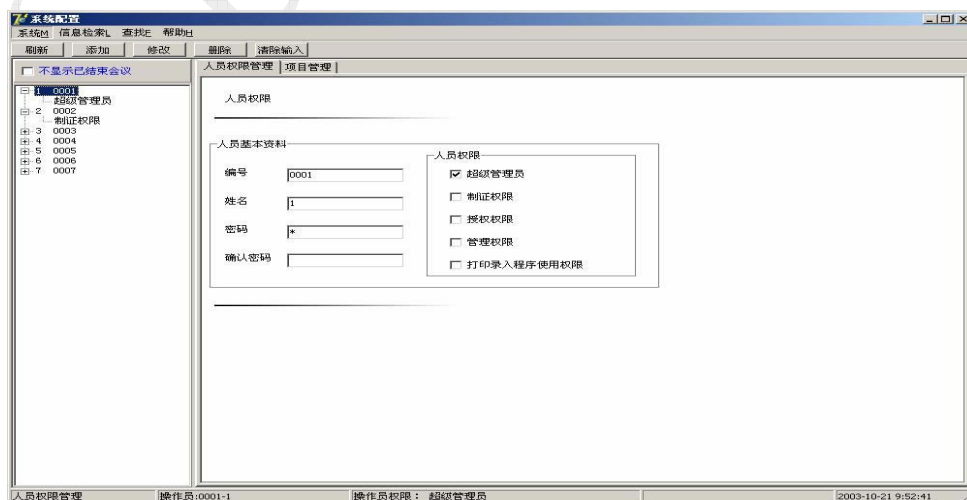 系统配置
系统M 信息检索L 查找F 帮助H
刷新 添加 修改 删除 清除输入
不显示已结束会议
人员权限管理 项目管理
1 0001
超级管理员
2 0002
制证权限
3 0003
4 0004
5 0005
6 0006
7 0007
人员权限
人员基本资料
编号 0001
姓名 1
密码 *
确认密码
人员权限
超级管理员
制证权限
授权权限
管理权限
打印录入程序使用权限
人员权限管理 操作员:0001-1 操作员权限： 超级管理员 2003-10-21 9:52:41